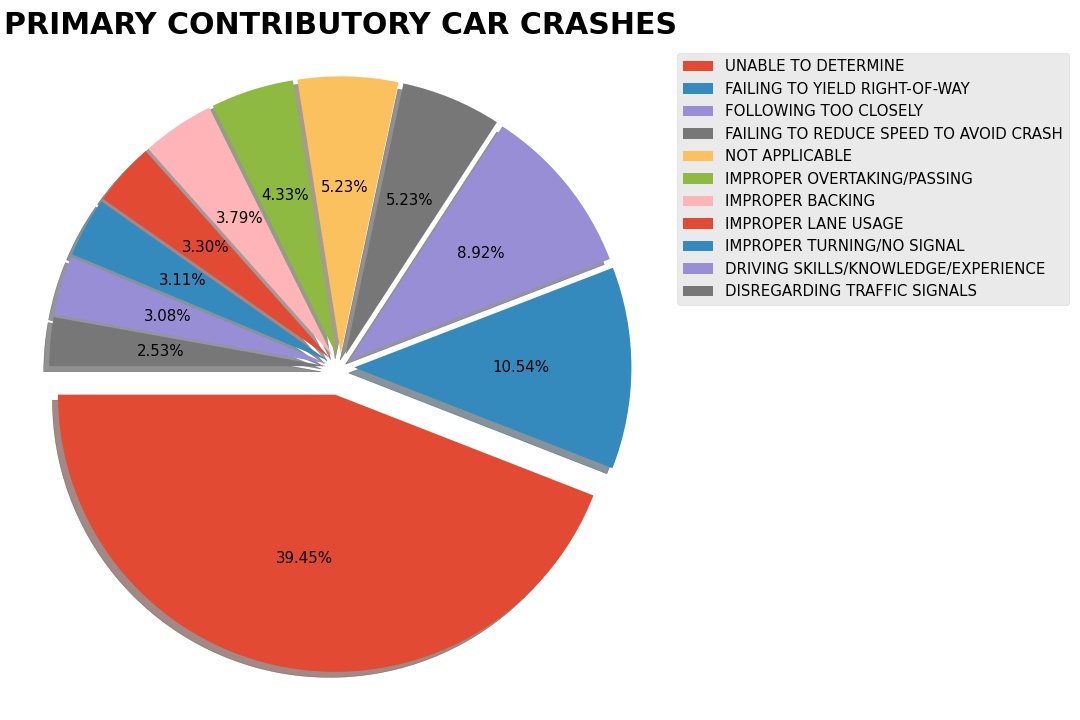 PRIMARY CONTRIBUTORY CAR CRASHES
UNABLE TO DETERMINE
FAILING TO YIELD RIGHT-OF-WAY
FOLLOWING TOO CLOSELY
FAILING TO REDUCE SPEED TO AVOID CRASH
NOT APPLICABLE
IMPROPER OVERTAKING/PASSING
IMPROPER BACKING
IMPROPER LANE USAGE
IMPROPER TURNING/NO SIGNAL
DRIVING SKILLS/KNOWLEDGE/EXPERIENCE
DISREGARDING TRAFFIC SIGNALS
39.45%
10.54%
8.92%
5.23%
5.23%
4.33%
3.79%
3.30%
3.11%
3.08%
2.53%